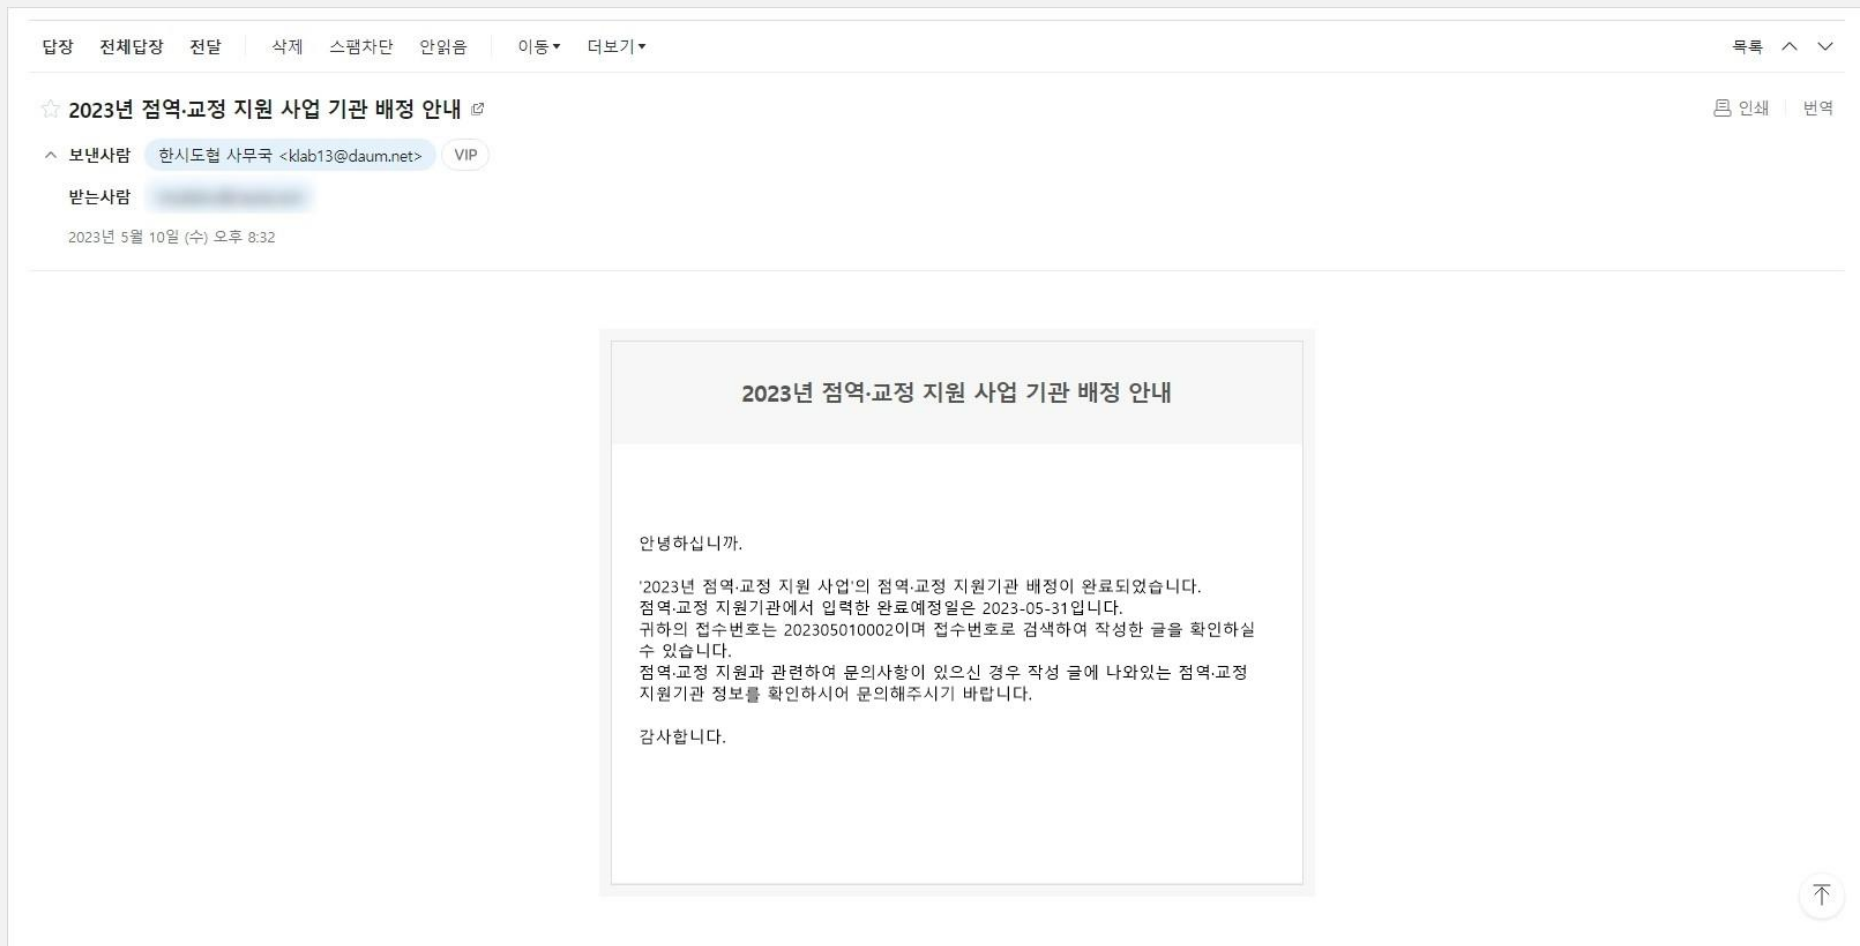 답장 전체답장 전달 삭제 스팸차단 안읽음 이동 더보기 목록
2023년 점역·교정 지원 사업 기관 배정 안내
인쇄 번역
보낸사람 한시도협 사무국 <klab13@daum.net> VIP
받는사람
2023년 5월 10일 (수) 오후 8:32
2023년 점역·교정 지원 사업 기관 배정 안내
안녕하십니까.
'2023년 점역·교정 지원 사업'의 점역·교정 지원기관 배정이 완료되었습니다.
점역·교정 지원기관에서 입력한 완료예정일은 2023-05-31입니다.
귀하의 접수번호는 202305010002이며 접수번호로 검색하여 작성한 글을 확인하실
수 있습니다.
점역·교정 지원과 관련하여 문의사항이 있으신 경우 작성 글에 나와있는 점역·교정
지원기관 정보를 확인하시어 문의해주시기 바랍니다.
감사합니다.